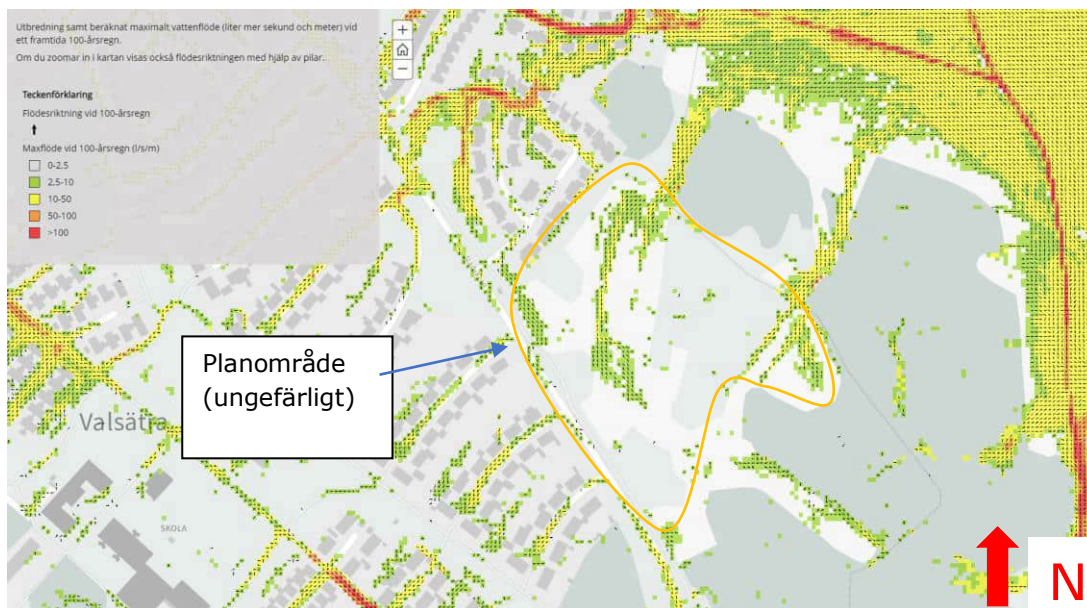 Utbredning samt beräknat maximalt vattenflöde (liter mer sekund och meter) vid
ett framtida 100-årsregn.
Om du zoomar in i kartan visas också flödesriktningen med hjälp av pilar.
Teckenförklaring
Flödesriktning vid 100-årsregn
Maxflöde vid 100-årsregn (l/s/m)
0-2.5
2.5-10
10-50
50-100
>100
+
−
Planområde
(ungefärligt)
Valsätra
SKOLA
N